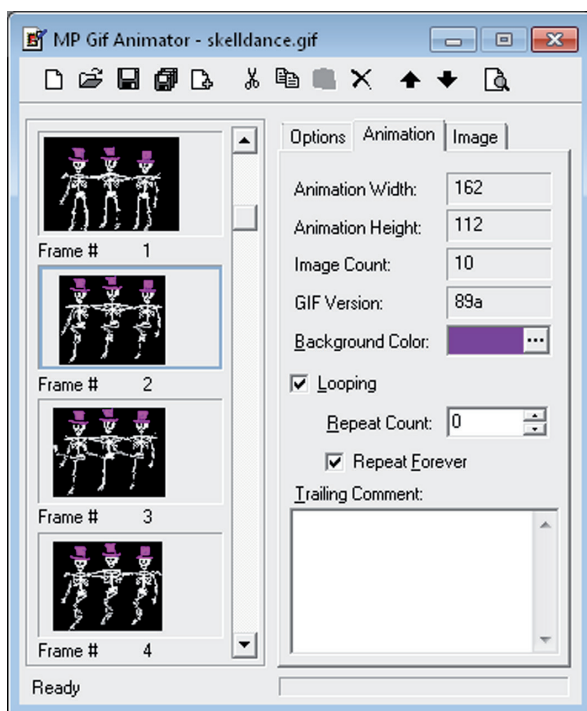 MP Gif Animator - skelldance.gif
Frame # 1
Frame # 2
Frame # 3
Frame # 4
Options Animation Image
Animation Width: 162
Animation Height: 112
Image Count: 10
GIF Version: 89a
Background Color: ...
Looping
Repeat Count: 0
Repeat Forever
Trailing Comment:
Ready